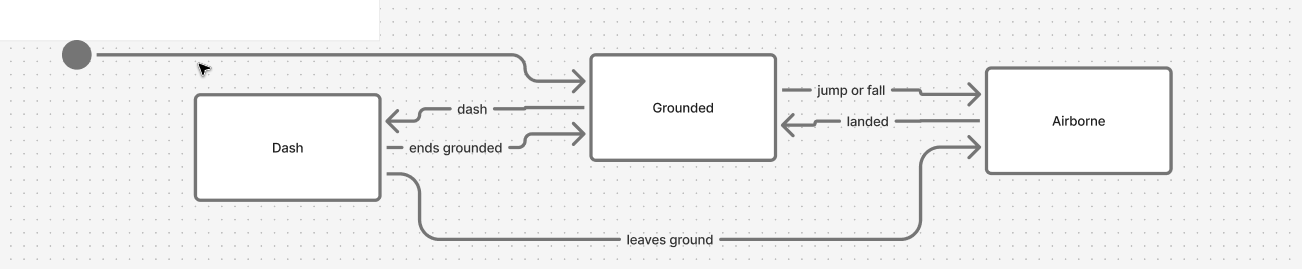 Grounded
jump or fall
dash
landed
Airborne
Dash
ends grounded
leaves ground